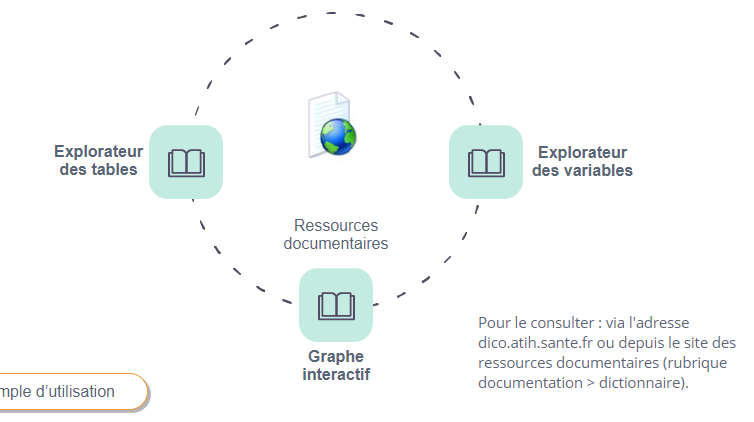 Explorateur
des tables
Explorateur
des variables
Ressources
documentaires
Graphe
interactif
Pour le consulter : via l'adresse
dico.atih.sante.fr ou depuis le site des
ressources documentaires (rubrique
documentation > dictionnaire).
d’utilisation